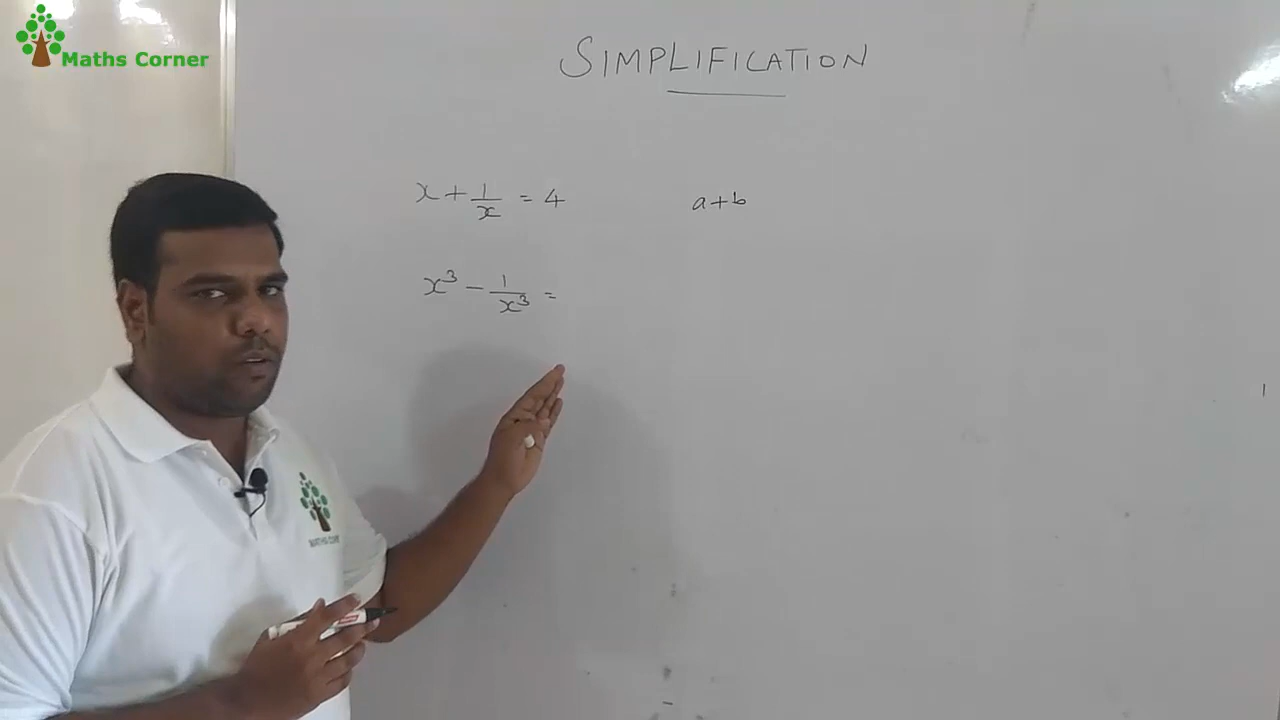 Maths Corner
SIMPLIFICATION
x + 1/x = 4
a+b
x³ - 1/x³ =